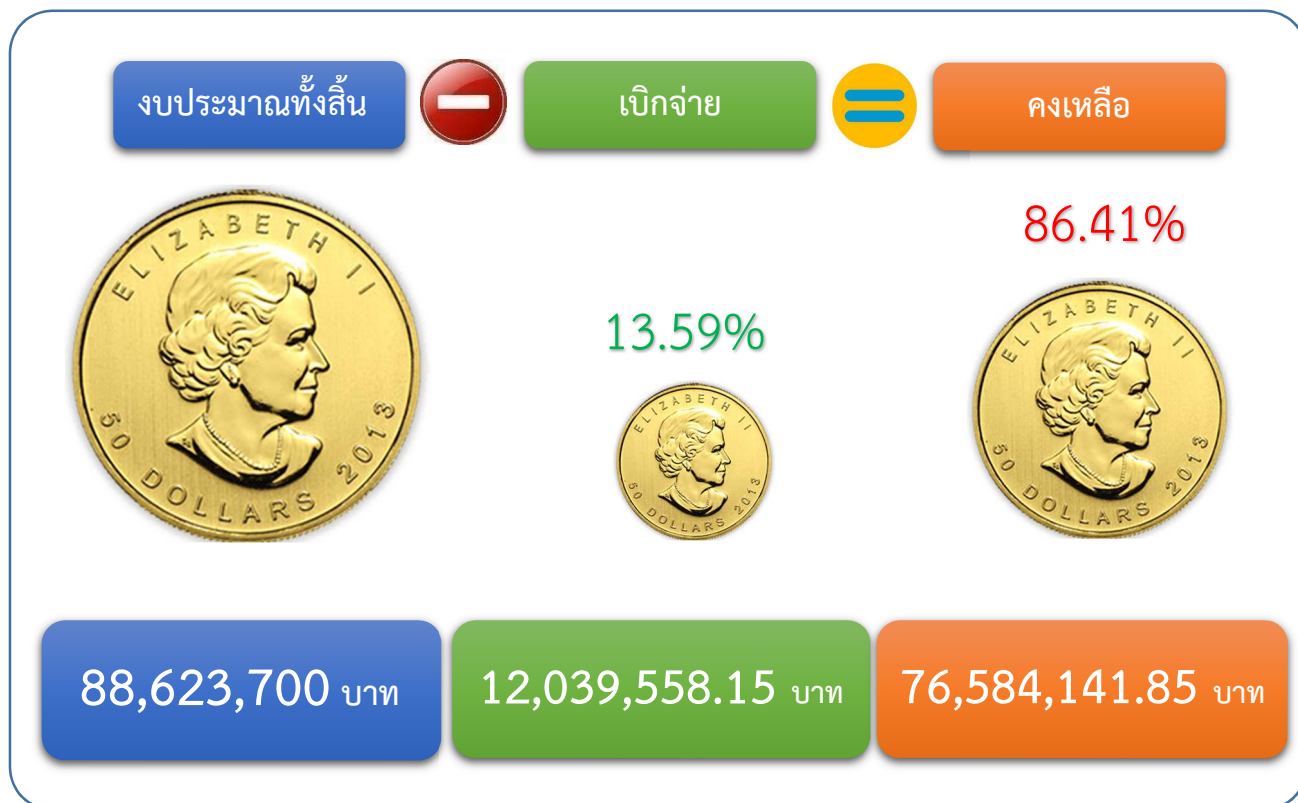 งบประมาณทั้งสิ้น
เบิกจ่าย
คงเหลือ
86.41%
13.59%
ELIZABETH II
50 DOLLARS 2013
ELIZABETH II
50 DOLLARS 2013
ELIZABETH II
50 DOLLARS 2013
88,623,700 บาท
12,039,558.15 บาท
76,584,141.85 บาท